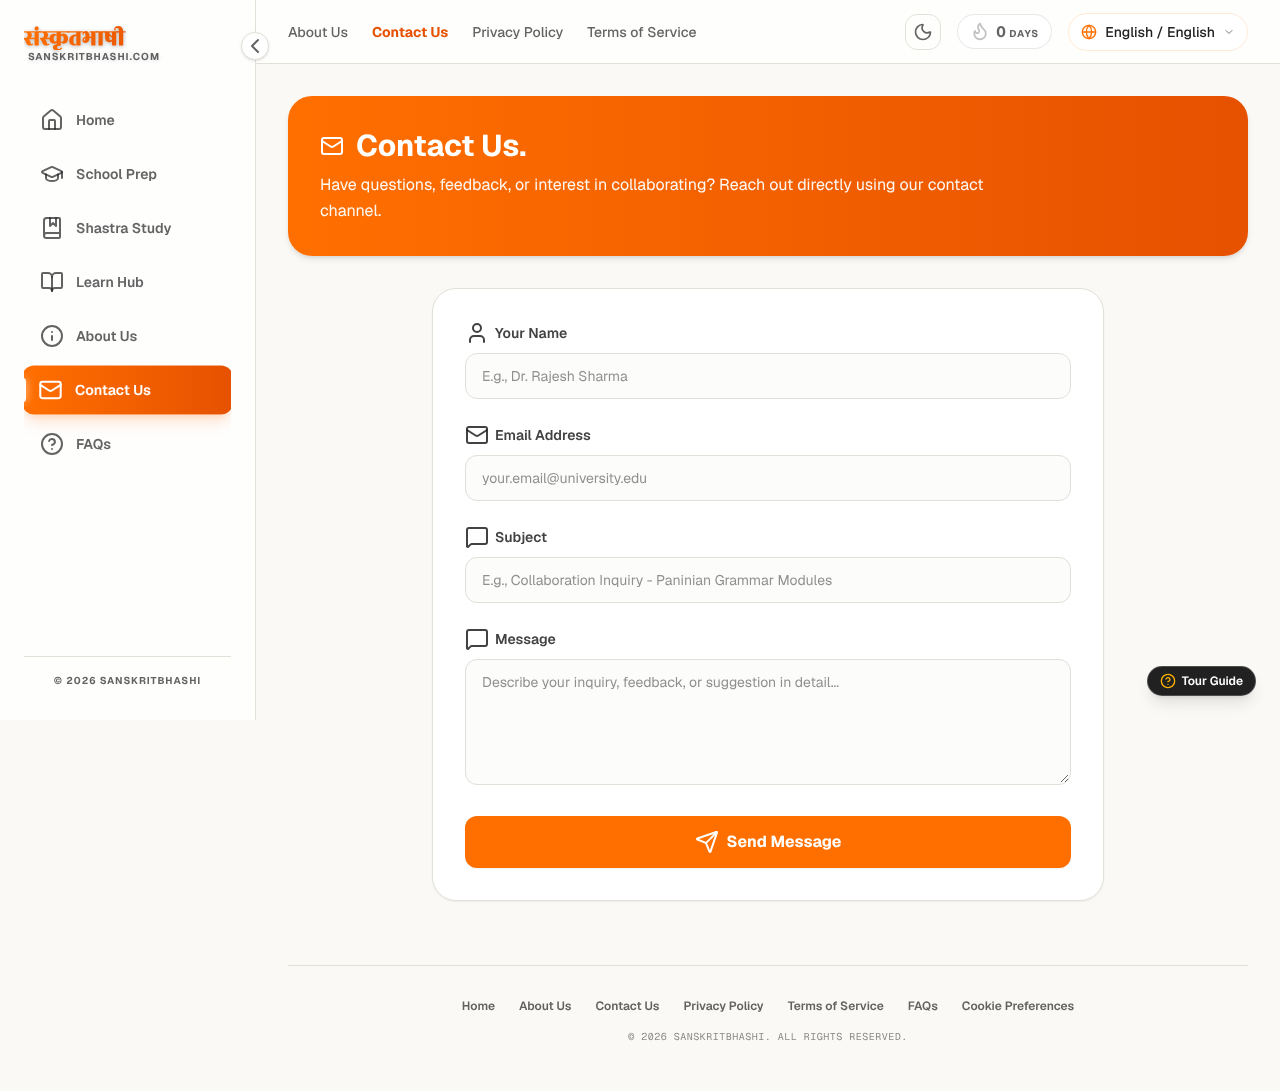 संस्कृतभाषी
SANSKRITBHASHI.COM
About Us
Contact Us
Privacy Policy
Terms of Service
0 DAYS
English / English
Home
School Prep
Shastra Study
Learn Hub
About Us
Contact Us
FAQs
© 2026 SANSKRITBHASHI
Contact Us.
Have questions, feedback, or interest in collaborating? Reach out directly using our contact
channel.
Your Name
E.g., Dr. Rajesh Sharma
Email Address
your.email@university.edu
Subject
E.g., Collaboration Inquiry - Paninian Grammar Modules
Message
Describe your inquiry, feedback, or suggestion in detail...
Send Message
Tour Guide
Home
About Us
Contact Us
Privacy Policy
Terms of Service
FAQs
Cookie Preferences
© 2026 SANSKRITBHASHI. ALL RIGHTS RESERVED.